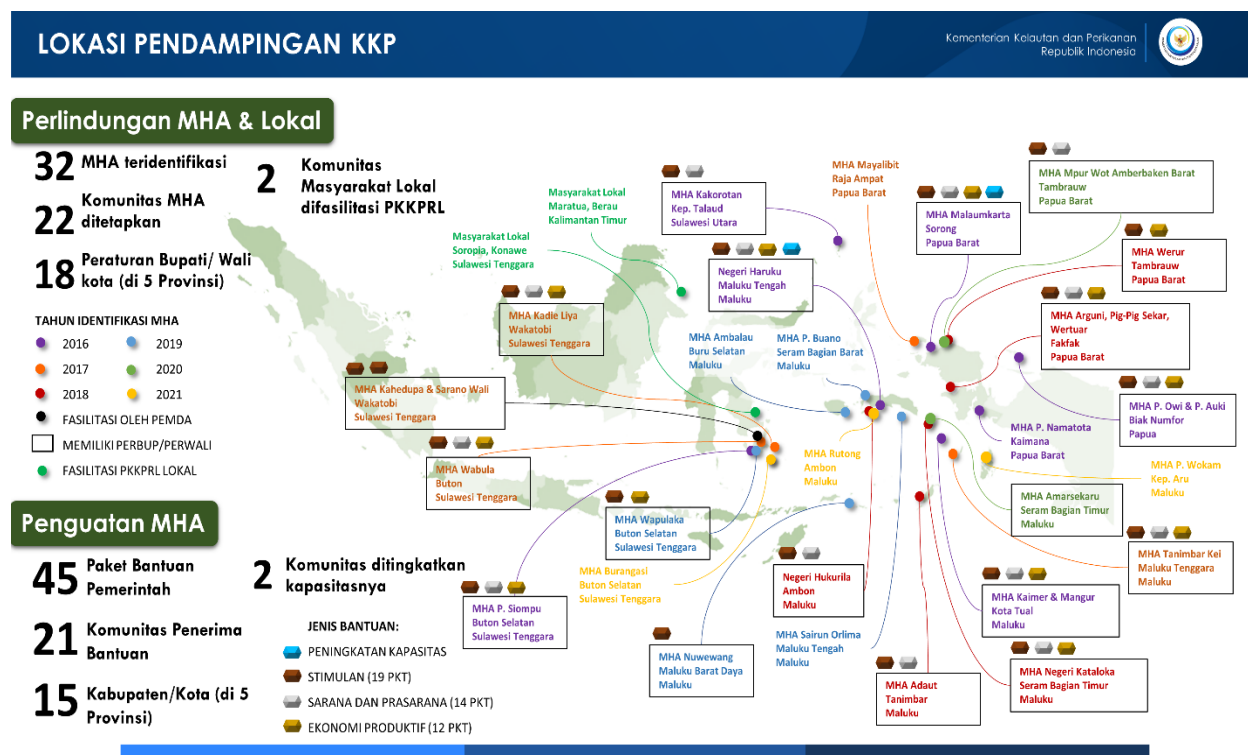 LOKASI PENDAMPINGAN KKP
Kementerian Kelautan dan Perikanan
Republik Indonesia
Perlindungan MHA & Lokal
32 MHA teridentifikasi
22 Komunitas MHA
ditetapkan
18 Peraturan Bupati/ Wali
kota (di 5 Provinsi)
2 Komunitas
Masyarakat Lokal
difasilitasi PKKPRL
TAHUN IDENTIFIKASI MHA
2016
2019
2017
2020
2018
2021
FASILITASI OLEH PEMDA
MEMILIKI PERBUP/PERWALI
FASILITASI PKKPRL LOKAL
Penguatan MHA
45 Paket Bantuan
Pemerintah
21 Komunitas Penerima
Bantuan
15 Kabupaten/Kota (di 5
Provinsi)
2 Komunitas ditingkatkan
kapasitasnya
JENIS BANTUAN:
PENINGKATAN KAPASITAS
STIMULAN (19 PKT)
SARANA DAN PRASARANA (14 PKT)
EKONOMI PRODUKTIF (12 PKT)
Masyarakat Lokal
Maratua, Berau
Kalimantan Timur
Masyarakat Lokal
Soropia, Konawe
Sulawesi Tenggara
MHA Kakorotan
Kep. Talaud
Sulawesi Utara
Negeri Haruku
Maluku Tengah
Maluku
MHA Mayalibit
Raja Ampat
Papua Barat
MHA Malaumkarta
Sorong
Papua Barat
MHA Mpur Wot Amberbaken Barat
Tambrauw
Papua Barat
MHA Werur
Tambrauw
Papua Barat
MHA Arguni, Pig-Pig Sekar,
Wertuar
Fakfak
Papua Barat
MHA Kadie Liya
Wakatobi
Sulawesi Tenggara
MHA Kahedupa & Sarano Wali
Wakatobi
Sulawesi Tenggara
MHA Wabula
Buton
Sulawesi Tenggara
MHA Ambalau
Buru Selatan
Maluku
MHA P. Buano
Seram Bagian Barat
Maluku
MHA P. Owi & P. Auki
Biak Numfor
Papua
MHA P. Namatota
Kaimana
Papua Barat
MHA Rutong
Ambon
Maluku
MHA P. Wokam
Kep. Aru
Maluku
MHA Amarsekaru
Seram Bagian Timur
Maluku
MHA Wapulaka
Buton Selatan
Sulawesi Tenggara
MHA Burangasi
Buton Selatan
Sulawesi Tenggara
MHA P. Siompu
Buton Selatan
Sulawesi Tenggara
Negeri Hukurila
Ambon
Maluku
MHA Tanimbar Kei
Maluku Tenggara
Maluku
MHA Kaimer & Mangur
Kota Tual
Maluku
MHA Sairun Orlima
Maluku Tengah
Maluku
MHA Nuwewang
Maluku Barat Daya
Maluku
MHA Adaut
Tanimbar
Maluku
MHA Negeri Kataloka
Seram Bagian Timur
Maluku